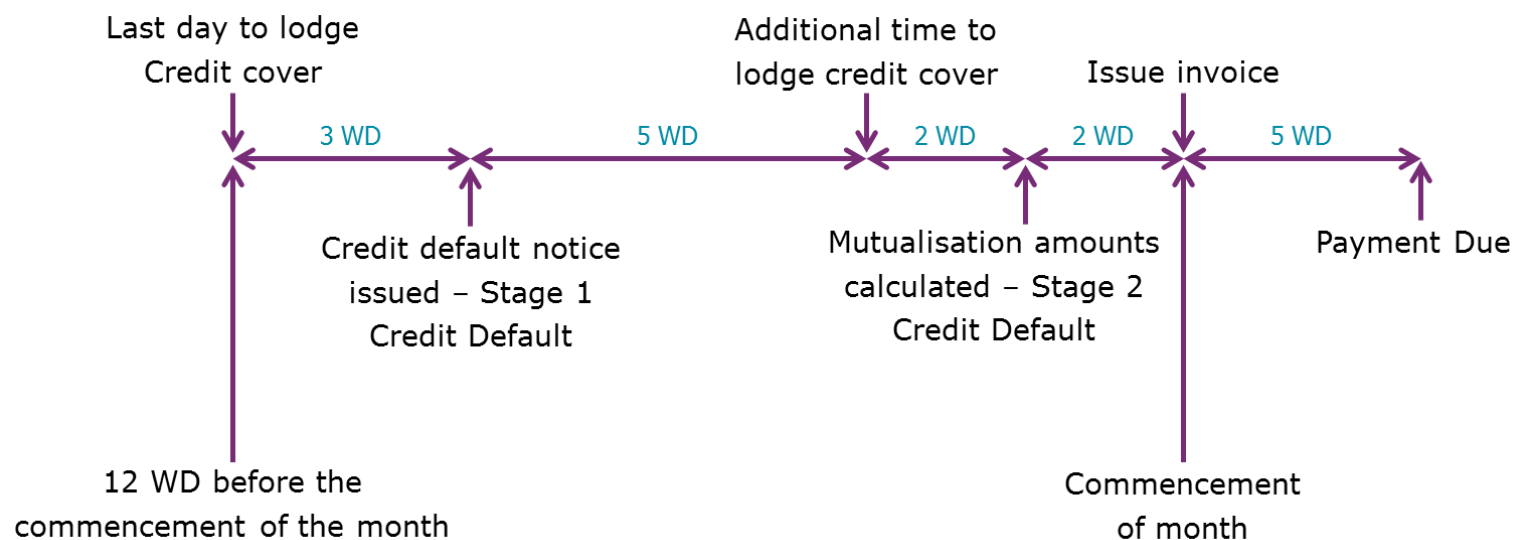 Last day to lodge
Credit cover
Additional time to
lodge credit cover
Issue invoice
3 WD
5 WD
2 WD
2 WD
5 WD
Credit default notice
issued – Stage 1
Credit Default
Mutualisation amounts
calculated – Stage 2
Credit Default
Payment Due
12 WD before the
commencement of the month
Commencement
of month